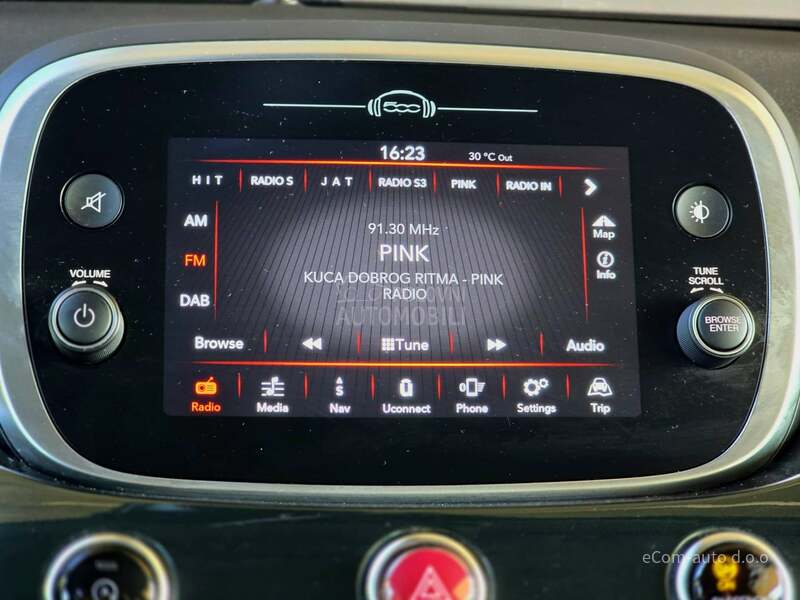 500
16:23 30 °C Out
HIT RADIO S JAT RADIO S3 PINK RADIO IN
AM
FM
DAB
91.30 MHz
PINK
KUCA DOBROG RITMA - PINK
RADIO
Map
i
Info
AUTOMOBILI
Browse Tune Audio
Radio Media Nav Uconnect Phone Settings Trip
S
VOLUME
TUNE
SCROLL
BROWSE
ENTER
eCom-auto d.o.o